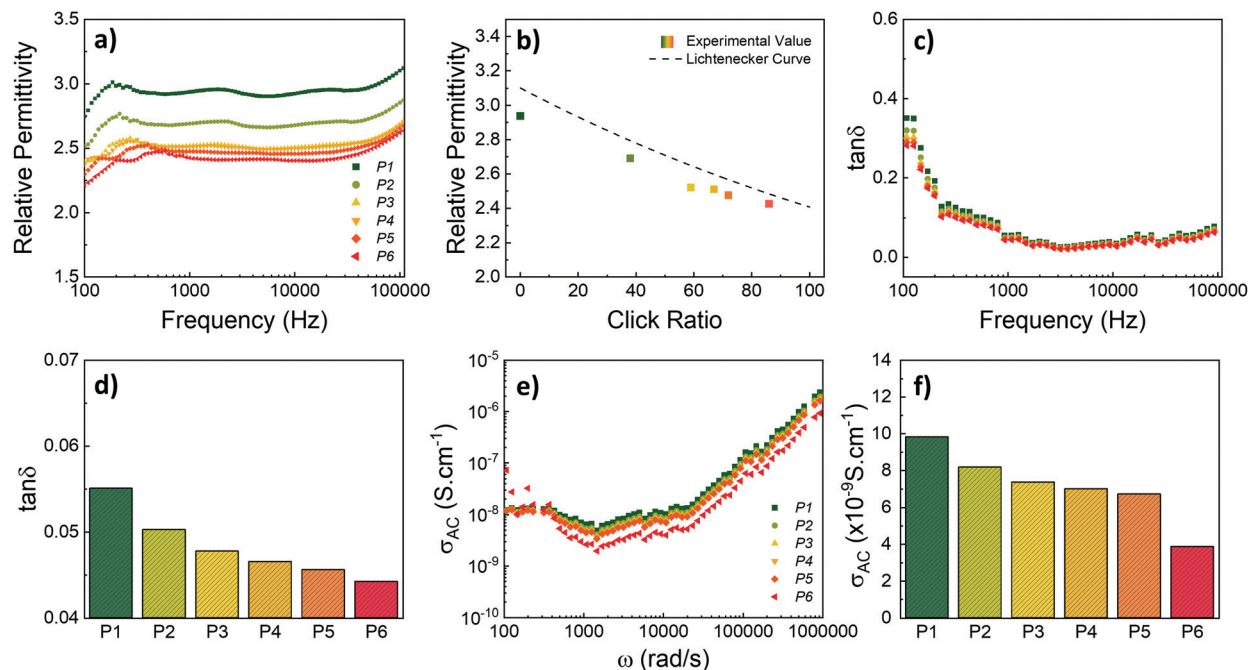 a)
3.5
3.0
2.5
2.0
1.5
Relative Permittivity
100
1000
10000
100000
Frequency (Hz)
P1
P2
P3
P4
P5
P6
b)
3.4
3.2
3.0
2.8
2.6
2.4
2.2
2.0
Relative Permittivity
0
20
40
60
80
100
Click Ratio
Experimental Value
Lichtenecker Curve
c)
0.6
0.4
0.2
0.0
tanδ
100
1000
10000
100000
Frequency (Hz)
d)
0.07
0.06
0.05
0.04
tanδ
P1
P2
P3
P4
P5
P6
e)
10⁻⁵
10⁻⁶
10⁻⁷
10⁻⁸
10⁻⁹
10⁻¹⁰
σAC (S.cm⁻¹)
100
1000
10000
100000
1000000
ω (rad/s)
P1
P2
P3
P4
P5
P6
f)
14
12
10
8
6
4
2
0
σAC (x10⁻⁹S.cm⁻¹)
P1
P2
P3
P4
P5
P6